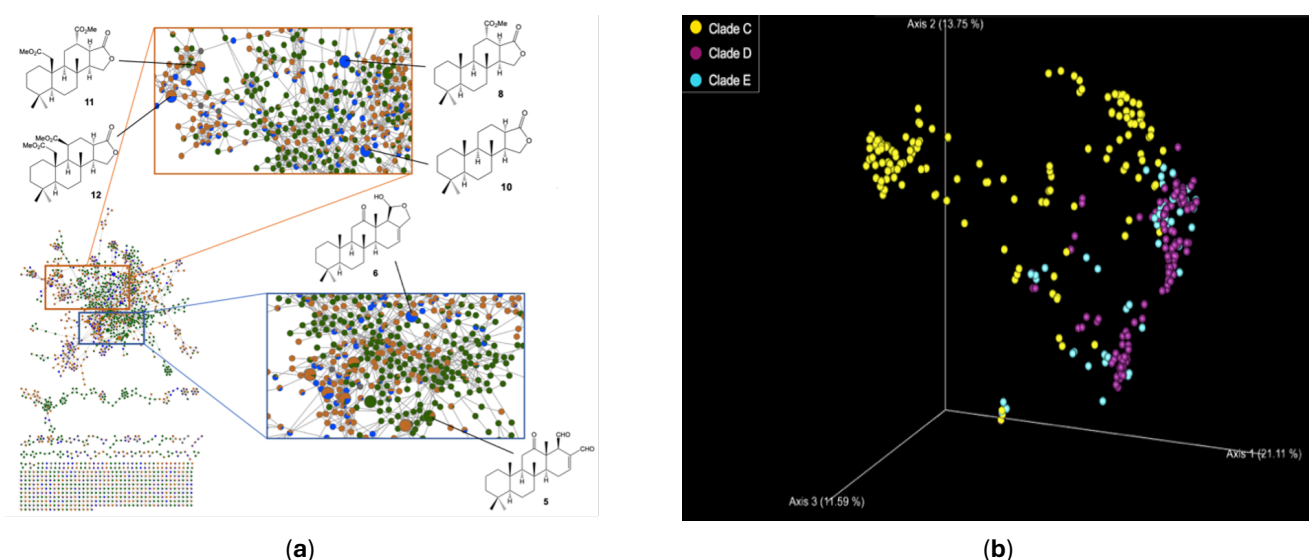 CO₂Me
MeO₂C
O
O
H
H
H
H
11
MeO₂C
MeO₂C
H
O
O
H
H
H
12
CO₂Me
O
O
H
H
H
H
8
H
O
O
H
H
H
10
HO
O
O
H
H
H
6
O
CHO
CHO
H
H
H
5
(a)
Clade C
Clade D
Clade E
Axis 2 (13.75 %)
Axis 1 (21.11 %)
Axis 3 (11.59 %)
(b)